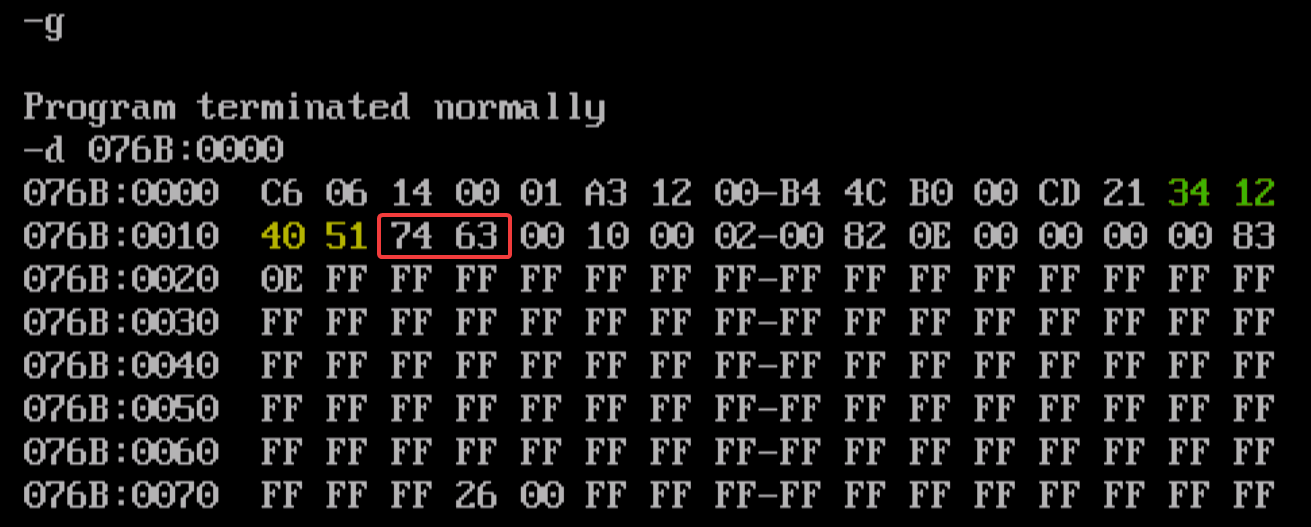 -g
Program terminated normally
-d 076B:0000
076B:0000 C6 06 14 00 01 A3 12 00-B4 4C B0 00 CD 21 34 12
076B:0010 40 51 74 63 00 10 00 02-00 82 0E 00 00 00 00 83
076B:0020 0E FF FF FF FF FF FF FF-FF FF FF FF FF FF FF FF
076B:0030 FF FF FF FF FF FF FF FF-FF FF FF FF FF FF FF FF
076B:0040 FF FF FF FF FF FF FF FF-FF FF FF FF FF FF FF FF
076B:0050 FF FF FF FF FF FF FF FF-FF FF FF FF FF FF FF FF
076B:0060 FF FF FF FF FF FF FF FF-FF FF FF FF FF FF FF FF
076B:0070 FF FF FF 26 00 FF FF FF-FF FF FF FF FF FF FF FF